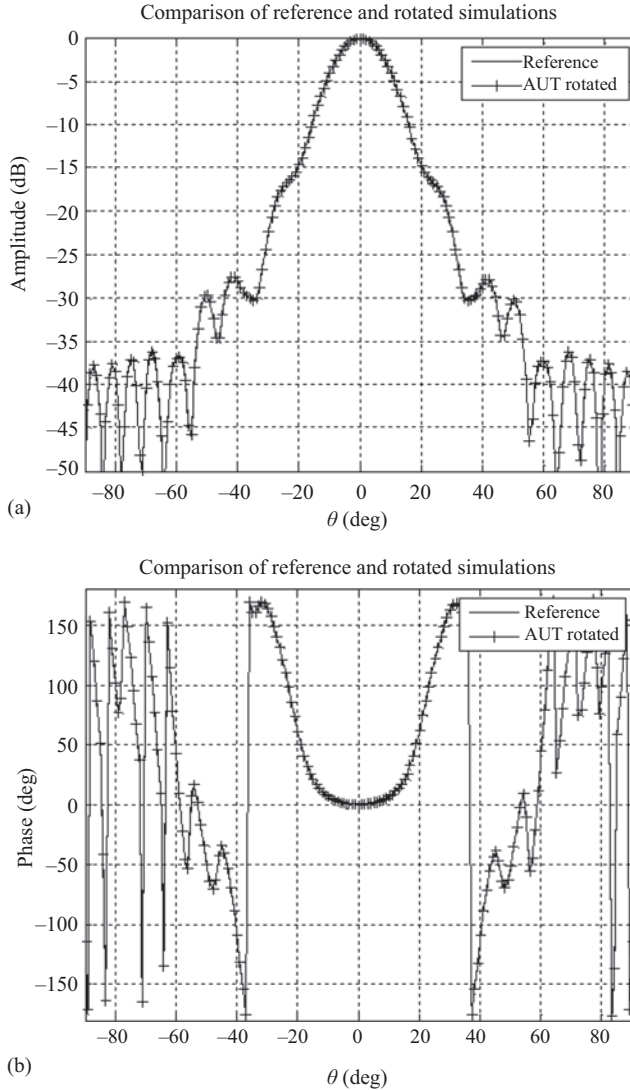 Comparison of reference and rotated simulations
0
−5
−10
−15
−20
−25
−30
−35
−40
−45
−50
Amplitude (dB)
Reference
AUT rotated
−80 −60 −40 −20 0 20 40 60 80
θ (deg)
(a)
Comparison of reference and rotated simulations
150
100
50
0
−50
−100
−150
Phase (deg)
Reference
AUT rotated
−80 −60 −40 −20 0 20 40 60 80
θ (deg)
(b)